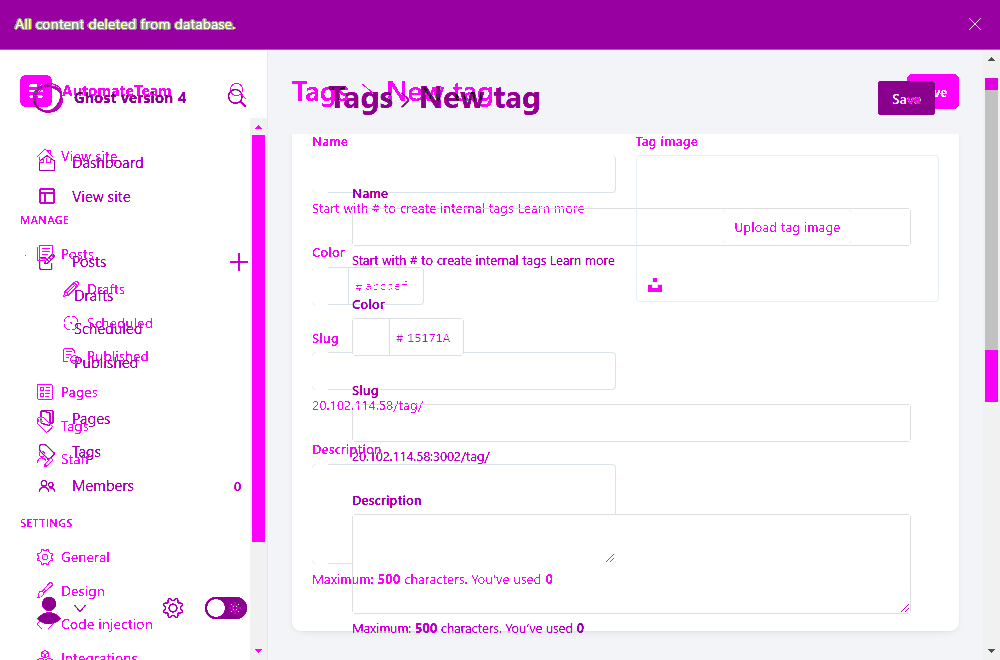 All content deleted from database.
AutomateTeam
Ghost version 4
Tags > New tag
Tags > New tag
Save
View site
Dashboard
View site
MANAGE
Posts
Posts
Drafts
Drafts
Scheduled
Scheduled
Published
Published
Pages
Pages
Tags
Tags
Staff
Members 0
SETTINGS
General
Design
Code injection
Integrations
Name
Tag image
Name
Start with # to create internal tags Learn more
Upload tag image
Color
Start with # to create internal tags Learn more
Color
# 15171A
Slug
Slug
20.102.114.58/tag/
Description
20.102.114.58:3002/tag/
Description
Maximum: 500 characters. You've used 0
Maximum: 500 characters. You've used 0